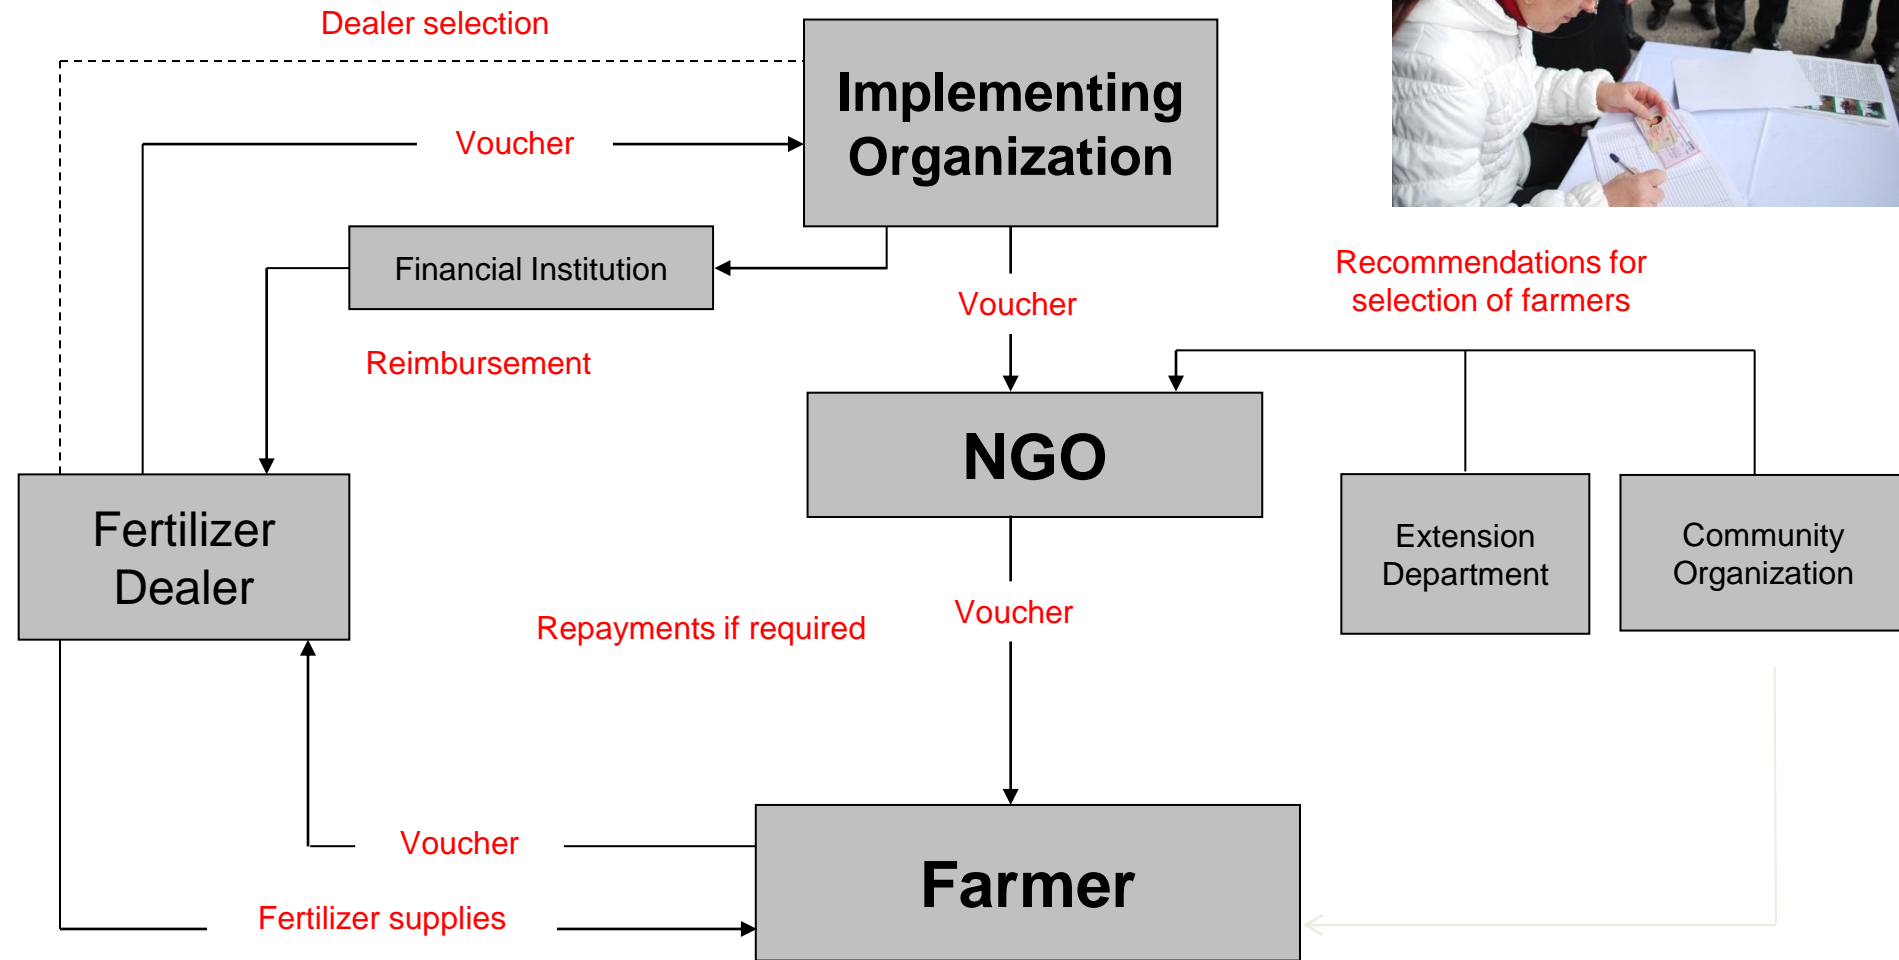 Dealer selection
Implementing
Organization
Voucher
Financial Institution
Recommendations for
selection of farmers
Voucher
Reimbursement
NGO
Fertilizer
Dealer
Extension
Department
Community
Organization
Voucher
Repayments if required
Voucher
Farmer
Fertilizer supplies